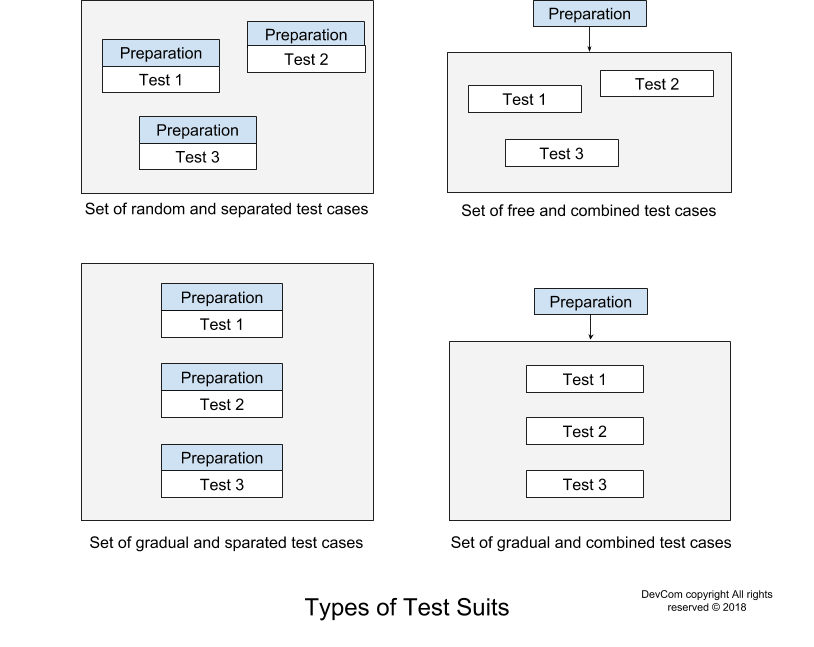 Preparation
Test 1
Preparation
Test 2
Preparation
Test 3
Set of random and separated test cases
Preparation
Test 1
Test 2
Test 3
Set of free and combined test cases
Preparation
Test 1
Preparation
Test 2
Preparation
Test 3
Set of gradual and sparated test cases
Preparation
Test 1
Test 2
Test 3
Set of gradual and combined test cases
Types of Test Suits
DevCom copyright All rights
reserved © 2018